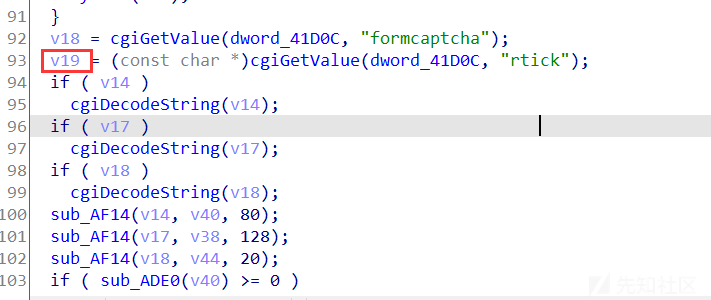 91 }
92 v18 = cgiGetValue(dword_41D0C, "formcaptcha");
93 v19 = (const char *)cgiGetValue(dword_41D0C, "rtick");
94 if ( v14 )
95 cgiDecodeString(v14);
96 if ( v17 )
97 cgiDecodeString(v17);
98 if ( v18 )
99 cgiDecodeString(v18);
100 sub_AF14(v14, v40, 80);
101 sub_AF14(v17, v38, 128);
102 sub_AF14(v18, v44, 20);
103 if ( sub_ADE0(v40) >= 0 )
先知社区